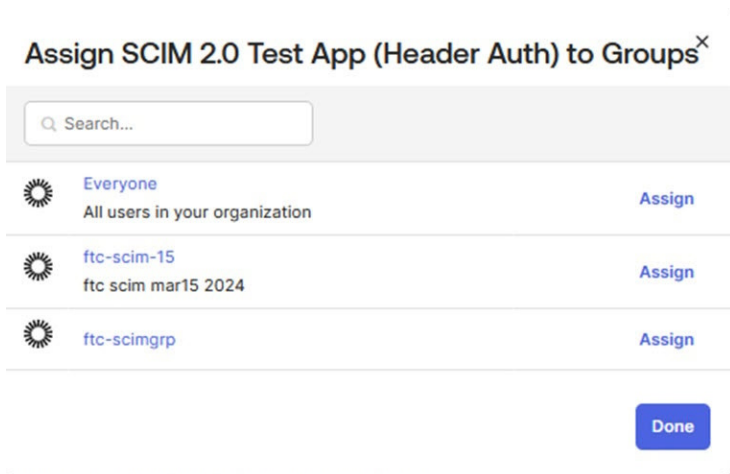 Assign SCIM 2.0 Test App (Header Auth) to Groups
Search...
Everyone
All users in your organization
Assign
ftc-scim-15
ftc scim mar15 2024
Assign
ftc-scimgrp
Assign
Done